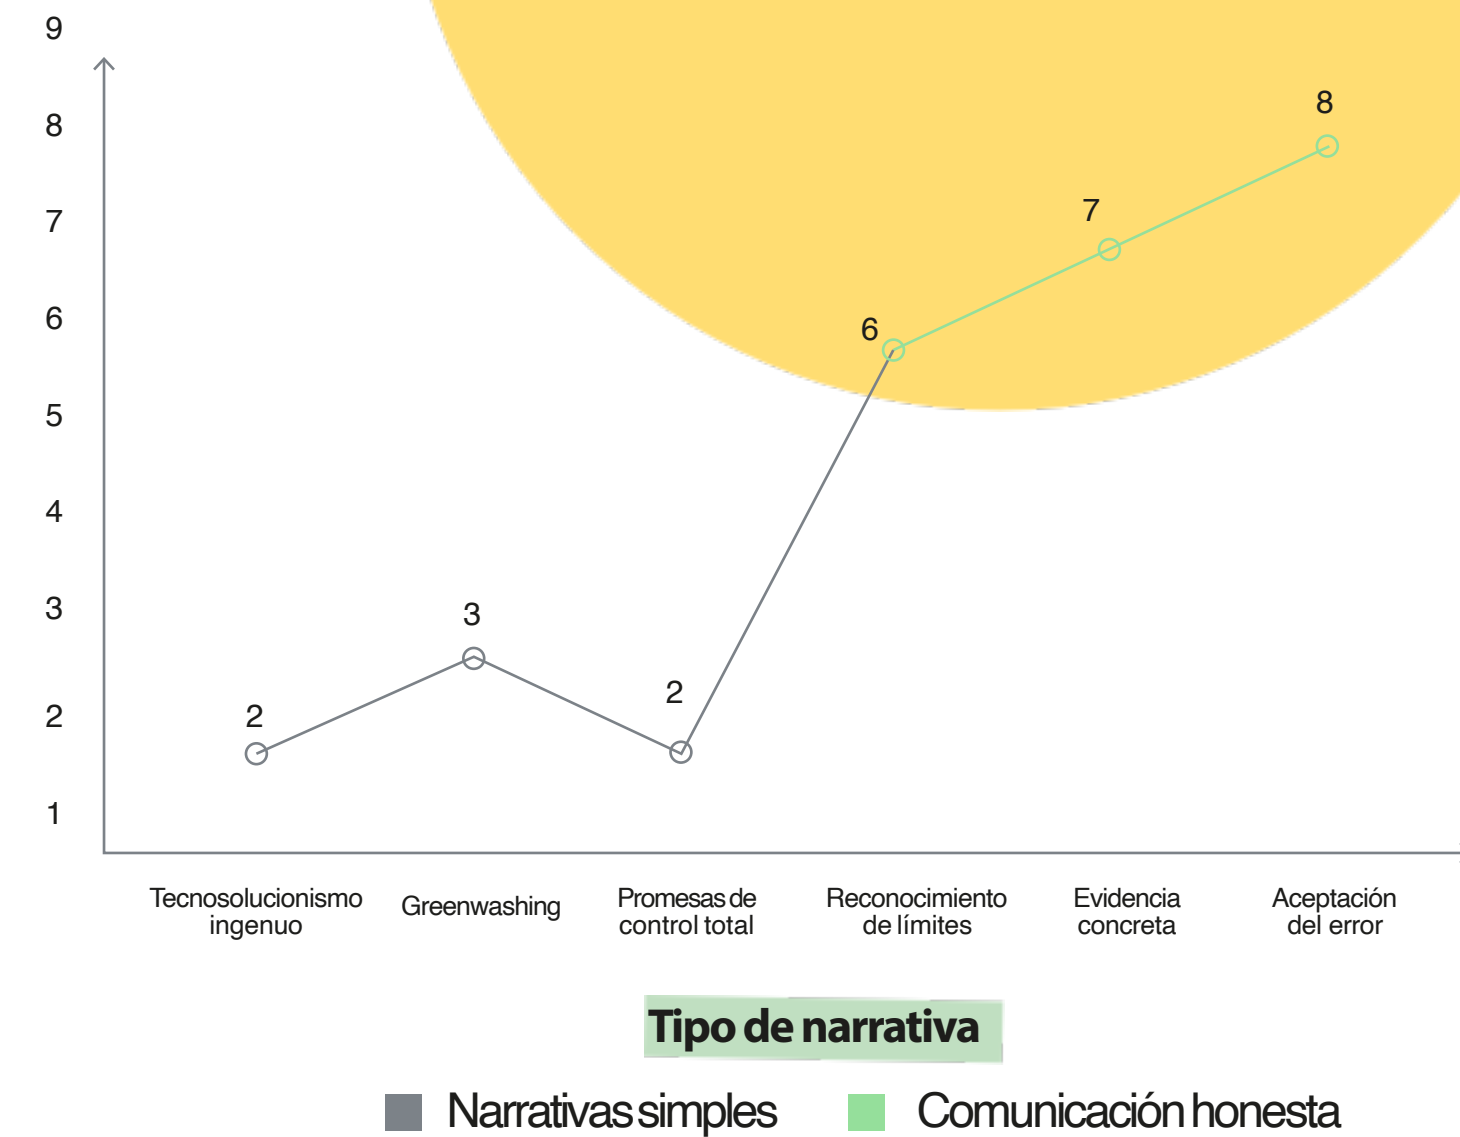 9
8
7
6
5
4
3
2
1
2
3
2
6
7
8
Tecnosolucionismo
ingenuo
Greenwashing
Promesas de
control total
Reconocimiento
de límites
Evidencia
concreta
Aceptación
del error
Tipo de narrativa
Narrativas simples
Comunicación honesta